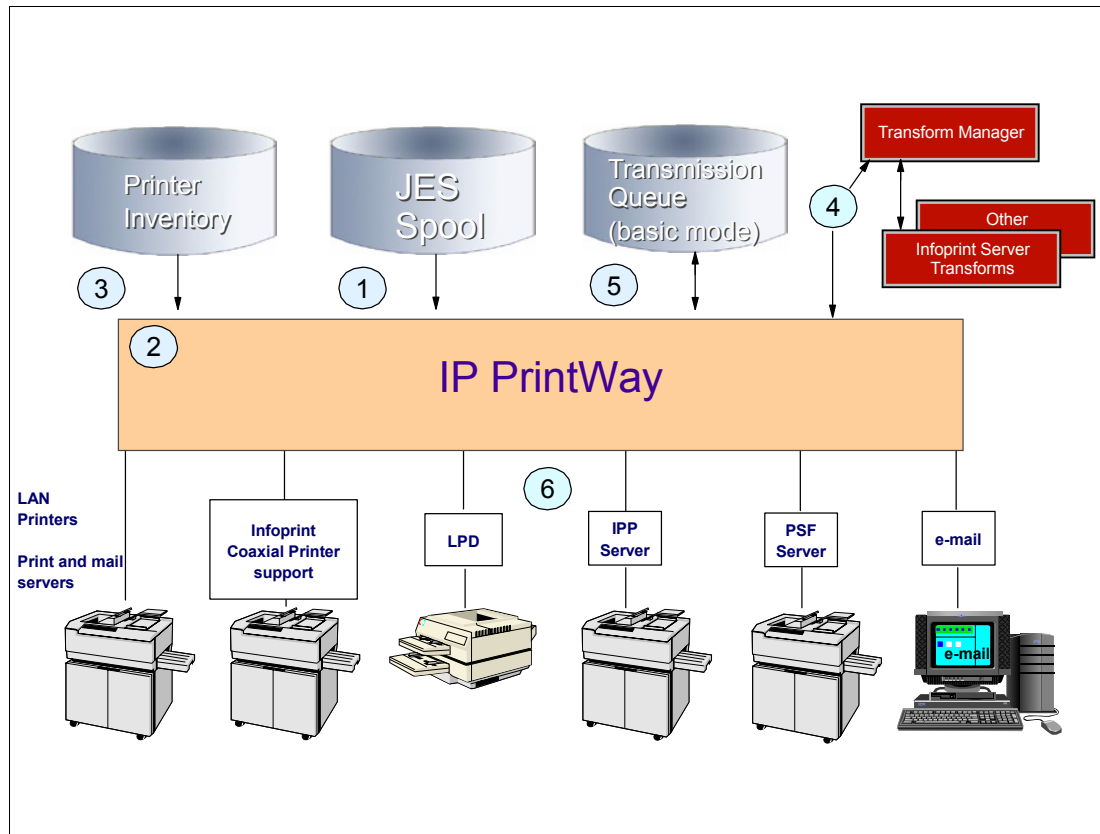 Printer
Inventory
JES
Spool
Transmission
Queue
(basic mode)
Transform Manager
Other
Infoprint Server
Transforms
4
3
1
5
2
IP PrintWay
6
LAN
Printers
Print and mail
servers
Infoprint
Coaxial Printer
support
LPD
IPP
Server
PSF
Server
e-mail
e-mail